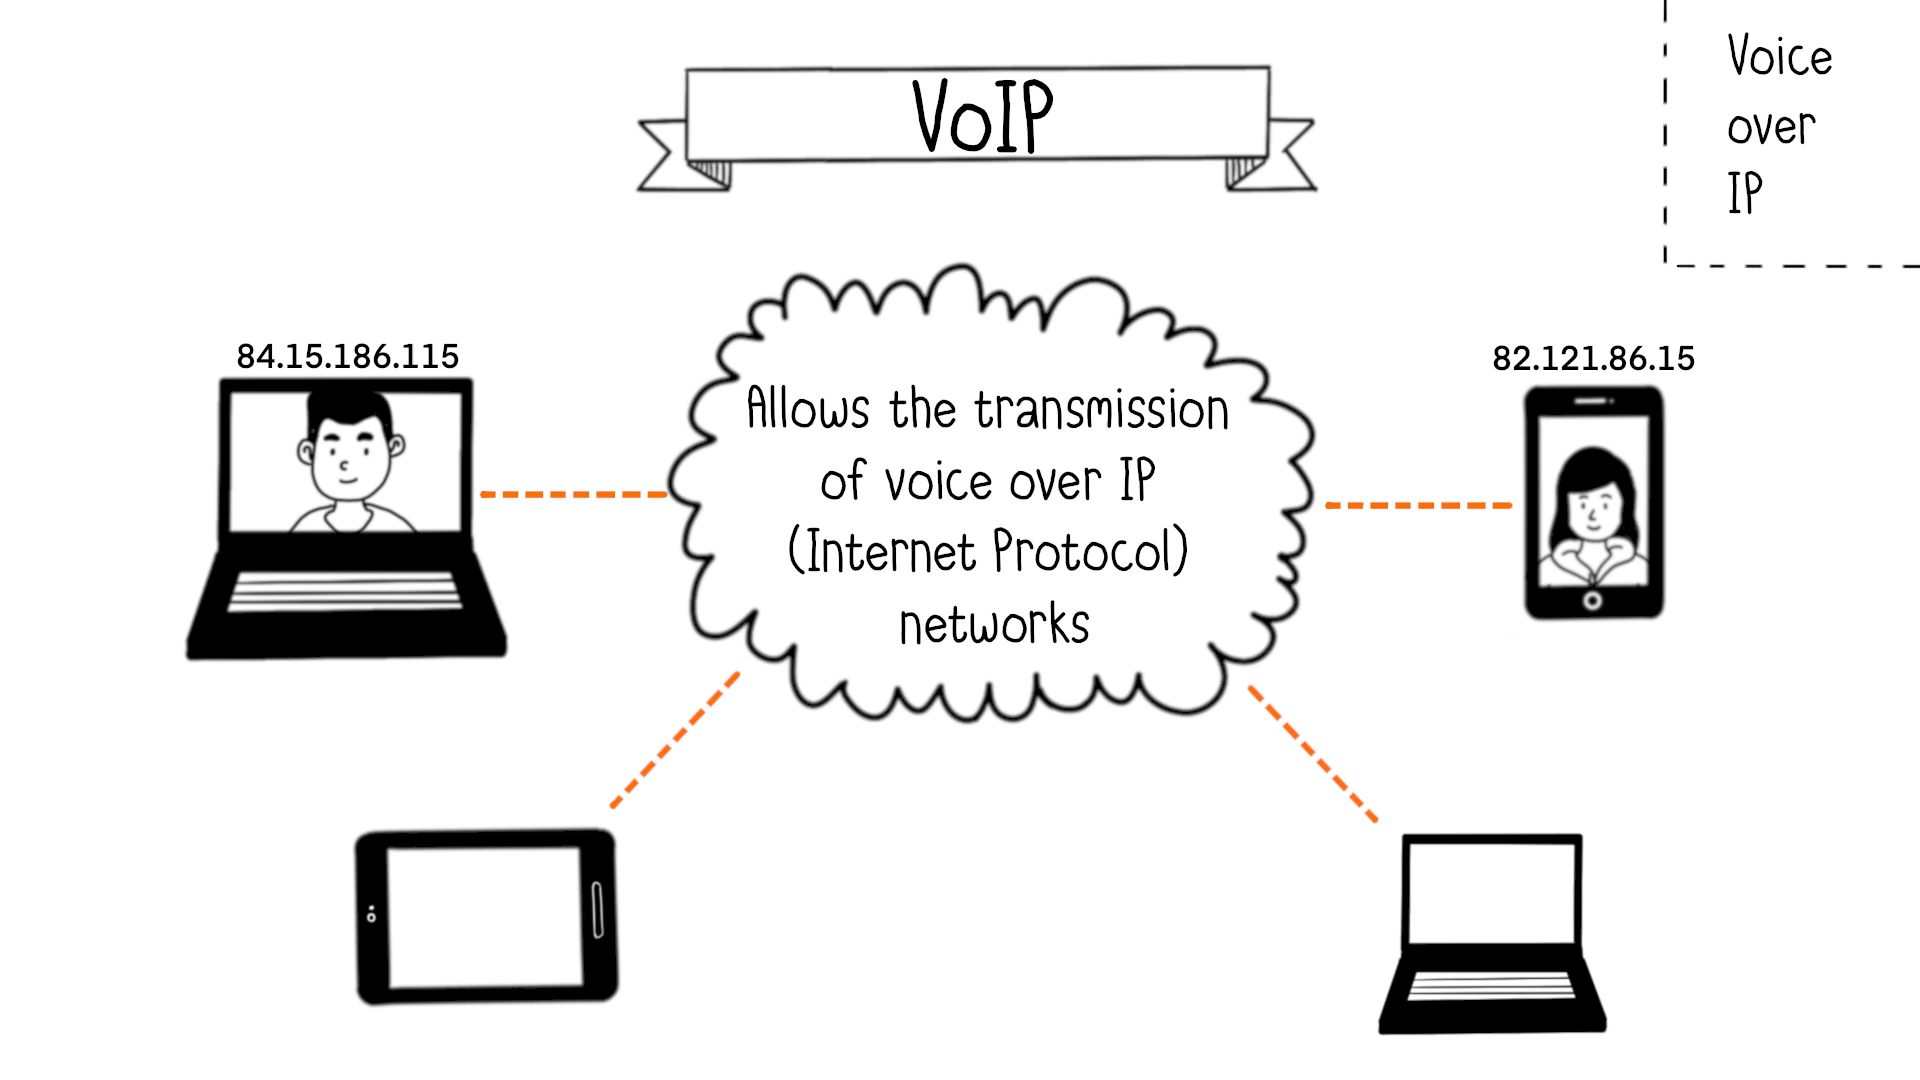 VoIP
Voice
over
IP
84.15.186.115
82.121.86.15
Allows the transmission
of voice over IP
(Internet Protocol)
networks